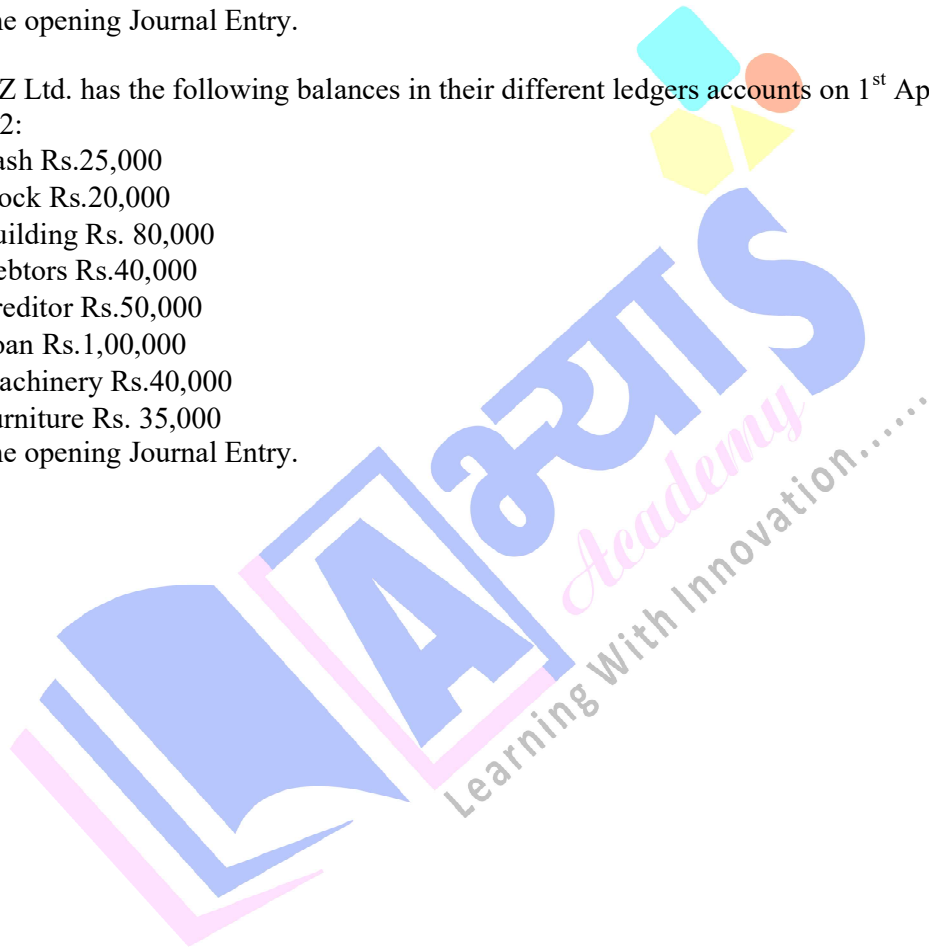 ne opening Journal Entry.
Z Ltd. has the following balances in their different ledgers accounts on 1st Ap
2:
ash Rs.25,000
ock Rs.20,000
uilding Rs. 80,000
ebtors Rs.40,000
reditor Rs.50,000
oan Rs.1,00,000
achinery Rs.40,000
urniture Rs. 35,000
ne opening Journal Entry.
A अभ्याS
Academy
Learning With Innovation......